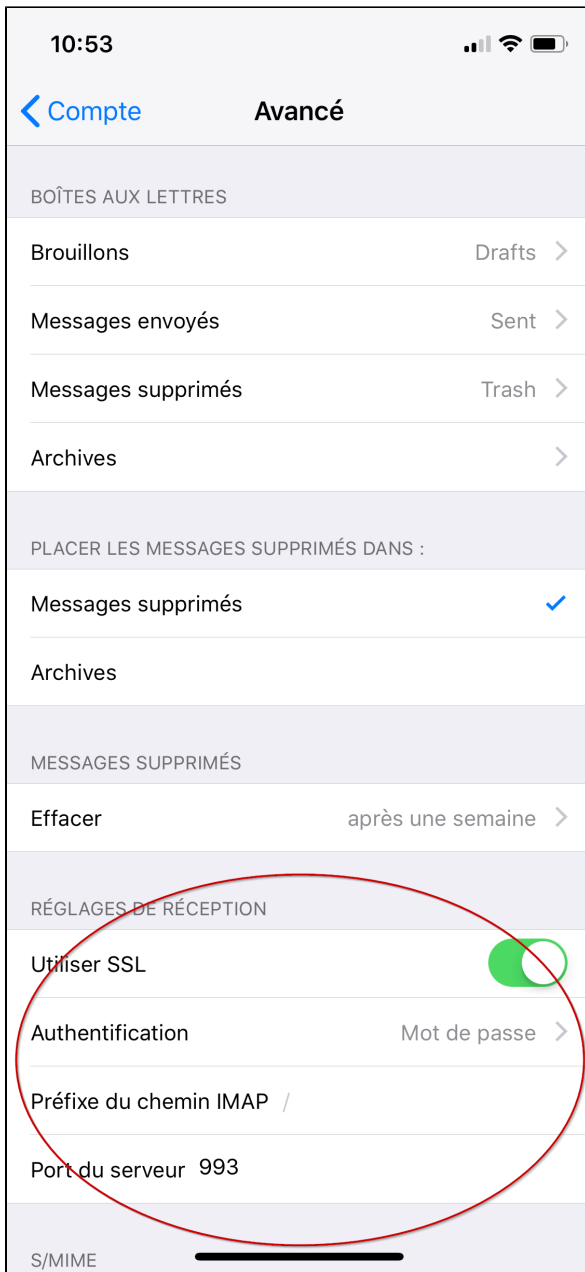 10:53
Compte
Avancé
BOÎTES AUX LETTRES
Brouillons Drafts
Messages envoyés Sent
Messages supprimés Trash
Archives
PLACER LES MESSAGES SUPPRIMÉS DANS :
Messages supprimés
Archives
MESSAGES SUPPRIMÉS
Effacer après une semaine
RÉGLAGES DE RÉCEPTION
Utiliser SSL
Authentification Mot de passe
Préfixe du chemin IMAP /
Port du serveur 993
S/MIME